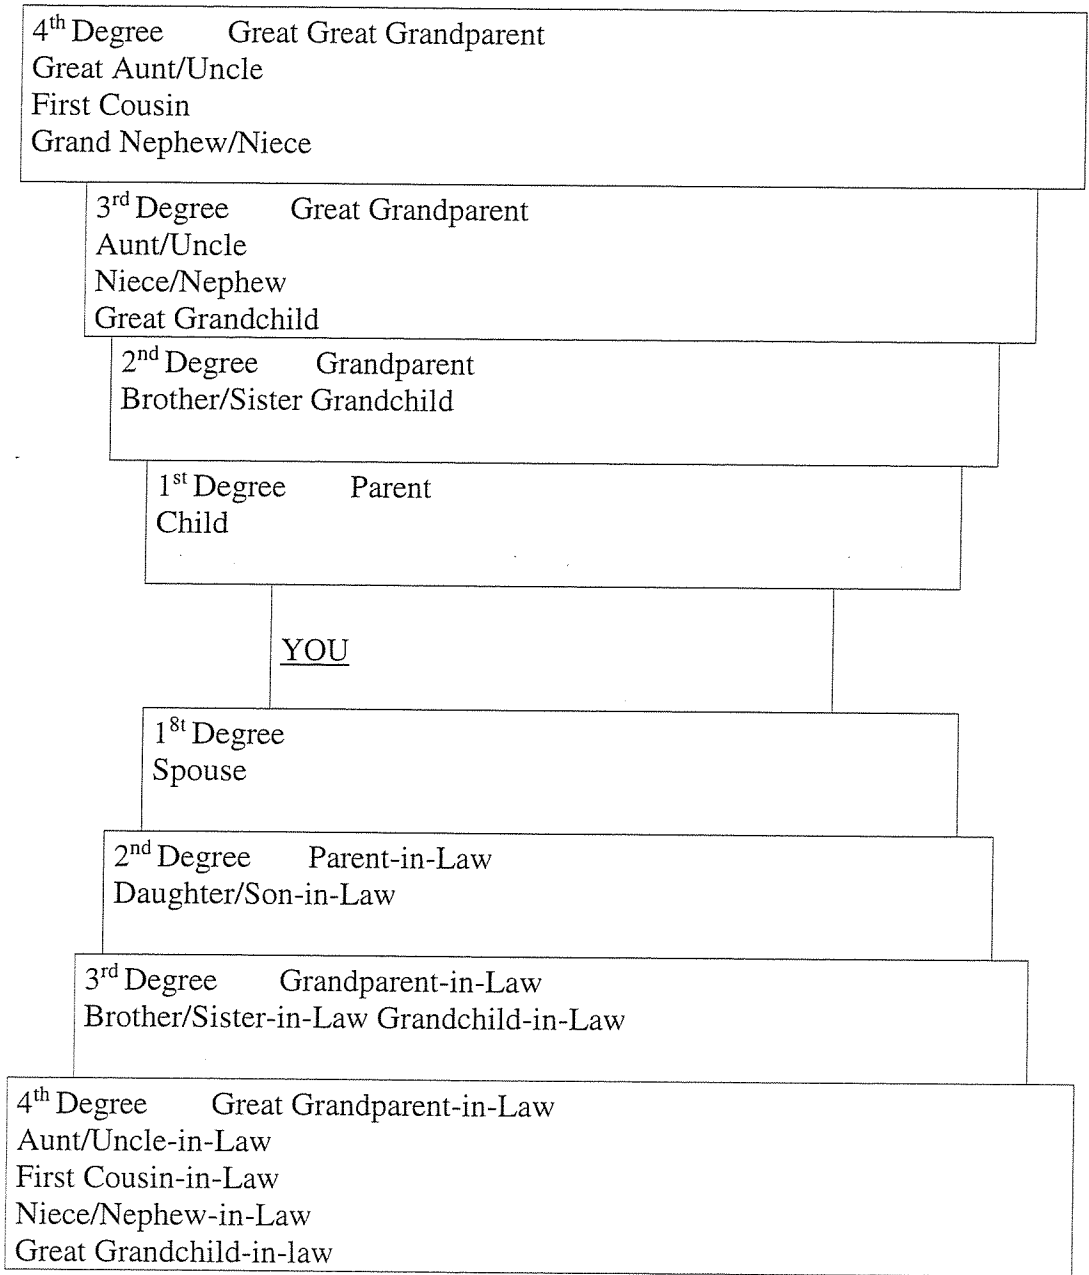 4th Degree Great Great Grandparent
Great Aunt/Uncle
First Cousin
Grand Nephew/Niece
3rd Degree Great Grandparent
Aunt/Uncle
Niece/Nephew
Great Grandchild
2nd Degree Grandparent
Brother/Sister Grandchild
1st Degree Parent
Child
YOU
18t Degree
Spouse
2nd Degree Parent-in-Law
Daughter/Son-in-Law
3rd Degree Grandparent-in-Law
Brother/Sister-in-Law Grandchild-in-Law
4th Degree Great Grandparent-in-Law
Aunt/Uncle-in-Law
First Cousin-in-Law
Niece/Nephew-in-Law
Great Grandchild-in-law